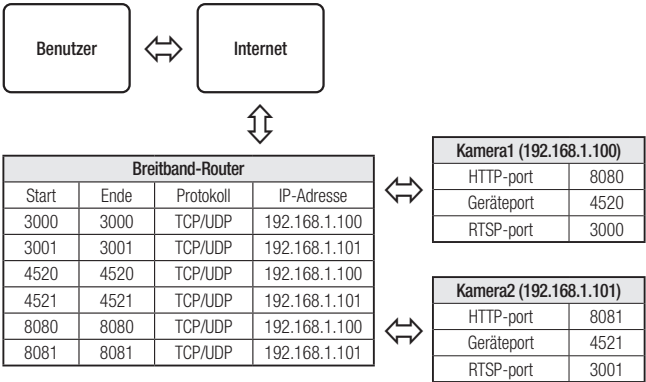 Benutzer
Internet
Breitband-Router
Start Ende Protokoll IP-Adresse
3000 3000 TCP/UDP 192.168.1.100
3001 3001 TCP/UDP 192.168.1.101
4520 4520 TCP/UDP 192.168.1.100
4521 4521 TCP/UDP 192.168.1.101
8080 8080 TCP/UDP 192.168.1.100
8081 8081 TCP/UDP 192.168.1.101
Kamera1 (192.168.1.100)
HTTP-port 8080
Geräteport 4520
RTSP-port 3000
Kamera2 (192.168.1.101)
HTTP-port 8081
Geräteport 4521
RTSP-port 3001